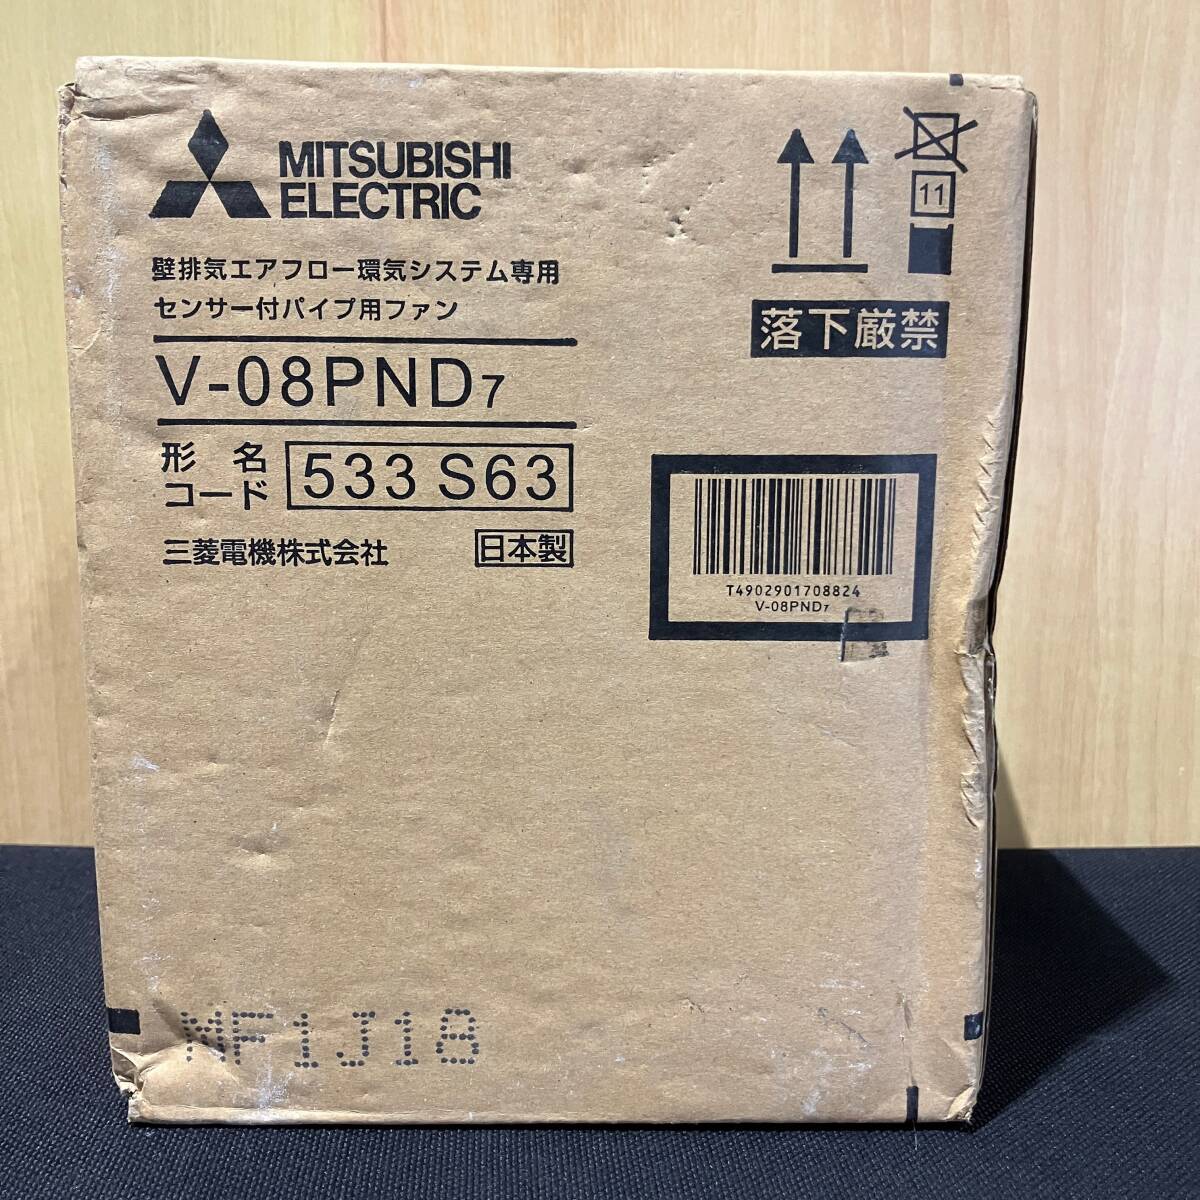 MITSUBISHI
ELECTRIC
壁排気エアフロー環気システム専用
センサー付パイプ用ファン
V-08PND7
形名
コード
533 S63
三菱電機株式会社
日本製
11
落下厳禁
T4902901708824
V-08PND7
MF1J18